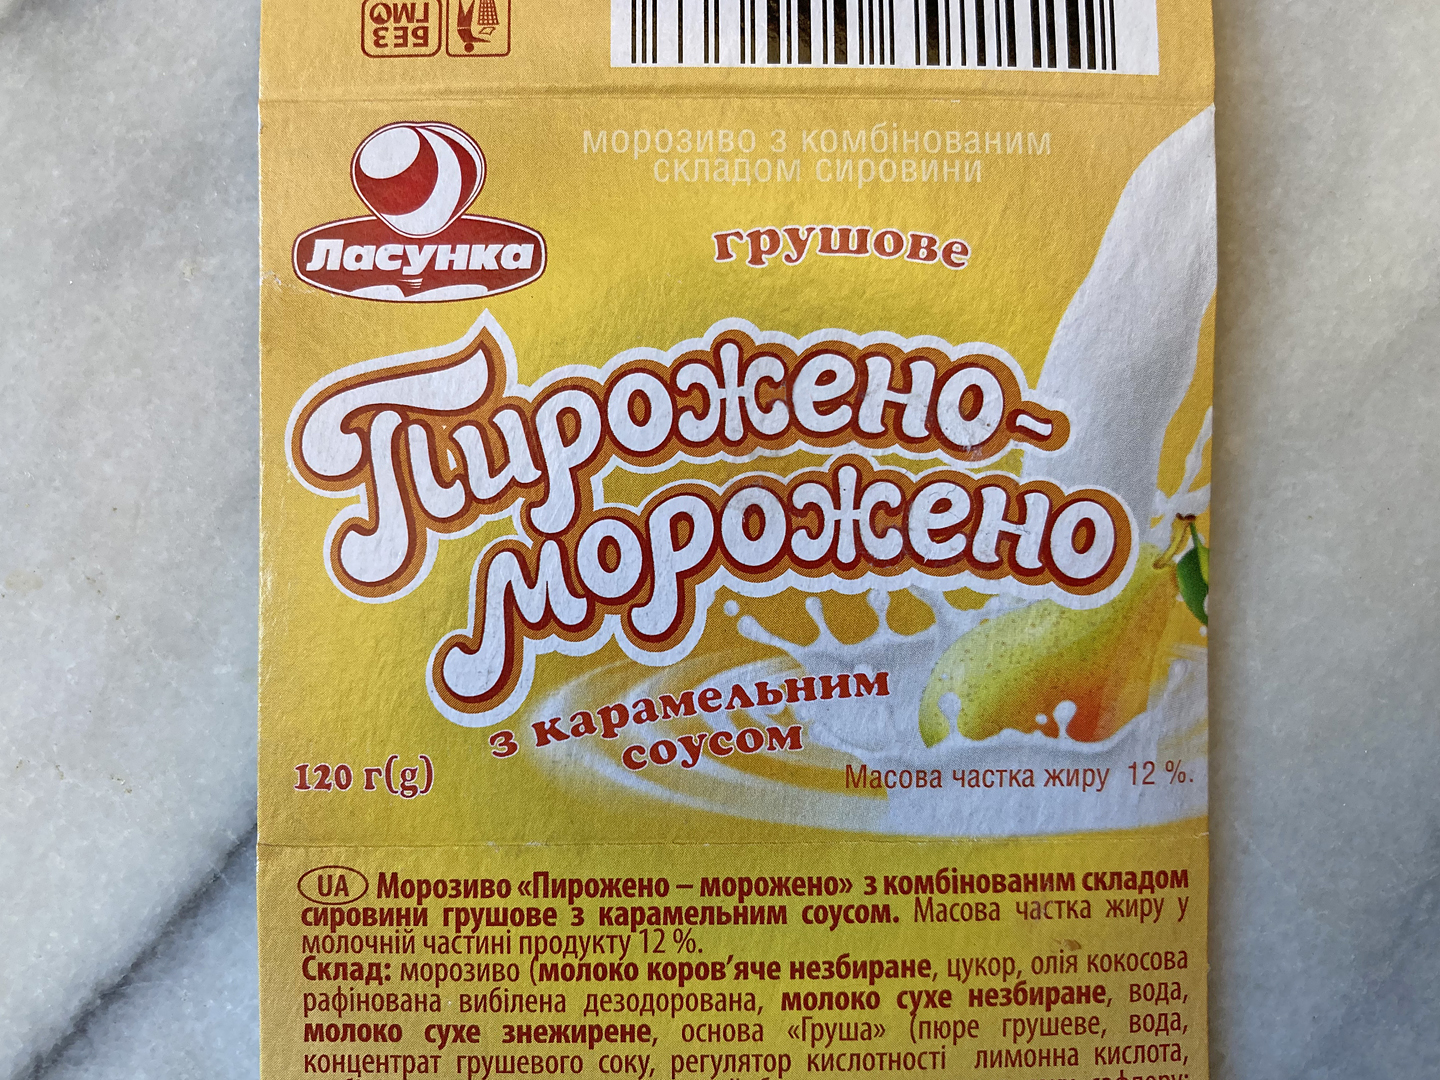 БЕЗ
ГМО
Ласунка
морозиво з комбінованим
складом сировини
грушове
Пирожено-
морожено
з карамельним
соусом
120 г(g)
Масова частка жиру 12 %.
UA Морозиво «Пирожено – морожено» з комбінованим складом
сировини грушове з карамельним соусом. Масова частка жиру у
молочній частині продукту 12 %.
Склад: морозиво (молоко коров’яче незбиране, цукор, олія кокосова
рафінована вибілена дезодорована, молоко сухе незбиране, вода,
молоко сухе знежирене, основа «Груша» (пюре грушеве, вода,
концентрат грушевого соку, регулятор кислотності лимонна кислота,